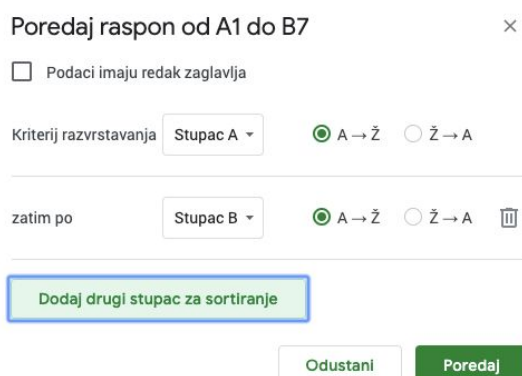 Poredaj raspon od A1 do B7
Podaci imaju redak zaglavlja
Kriterij razvrstavanja Stupac A A → Ž Ž → A
zatim po Stupac B A → Ž Ž → A
Dodaj drugi stupac za sortiranje
Odustani Poredaj